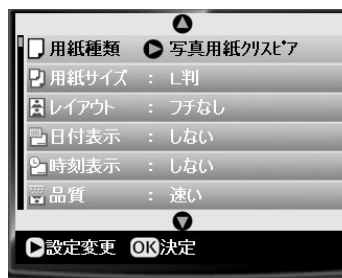 用紙種類 写真用紙クリスピア
用紙サイズ : L判
レイアウト : フチなし
日付表示 : しない
時刻表示 : しない
品質 : 速い
設定変更 OK決定